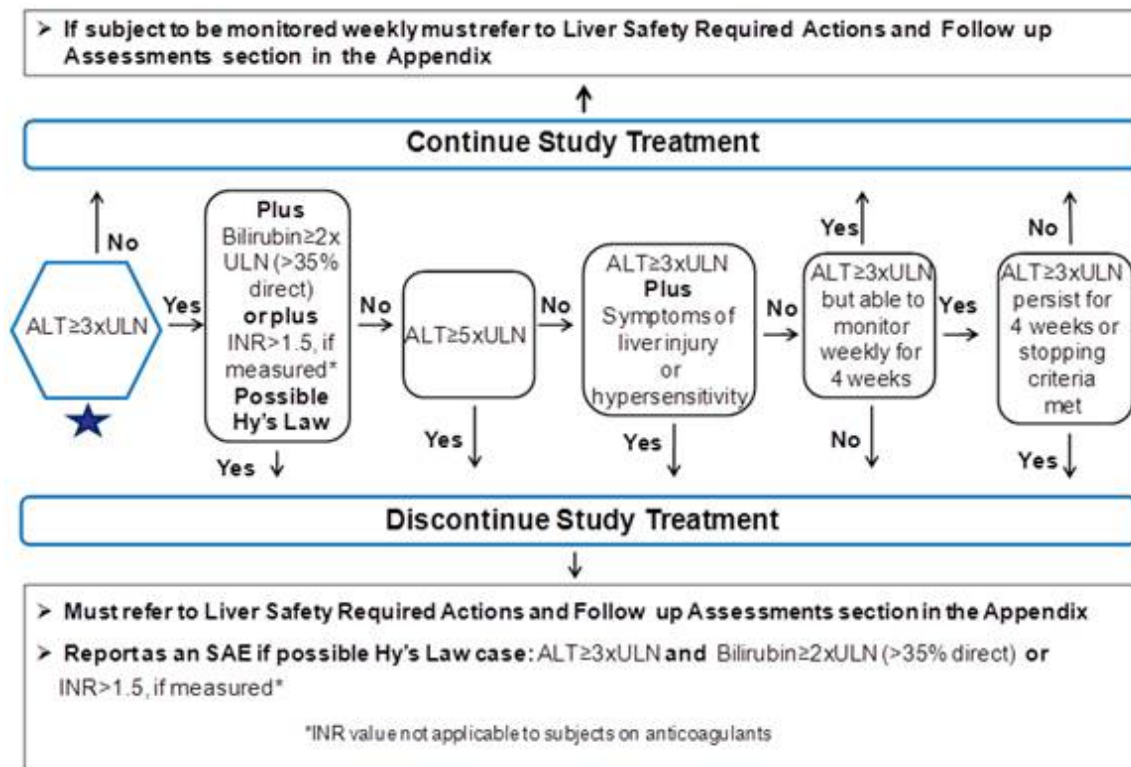 ➢ If subject to be monitored weekly must refer to Liver Safety Required Actions and Follow up
Assessments section in the Appendix
Continue Study Treatment
No
ALT≥3xULN
Yes
Plus
Bilirubin≥2x
ULN (>35%
direct)
or plus
INR>1.5, if
measured*
Possible
Hy's Law
Yes
No
ALT≥5xULN
Yes
No
ALT≥3xULN
Plus
Symptoms of
liver injury
or
hypersensitivity
Yes
No
Yes
ALT≥3xULN
but able to
monitor
weekly for
4 weeks
No
Yes
No
ALT≥3xULN
persist for
4 weeks or
stopping
criteria
met
Yes
Discontinue Study Treatment
➢ Must refer to Liver Safety Required Actions and Follow up Assessments section in the Appendix
➢ Report as an SAE if possible Hy's Law case: ALT≥3xULN and Bilirubin≥2xULN (>35% direct) or
INR>1.5, if measured*
*INR value not applicable to subjects on anticoagulants